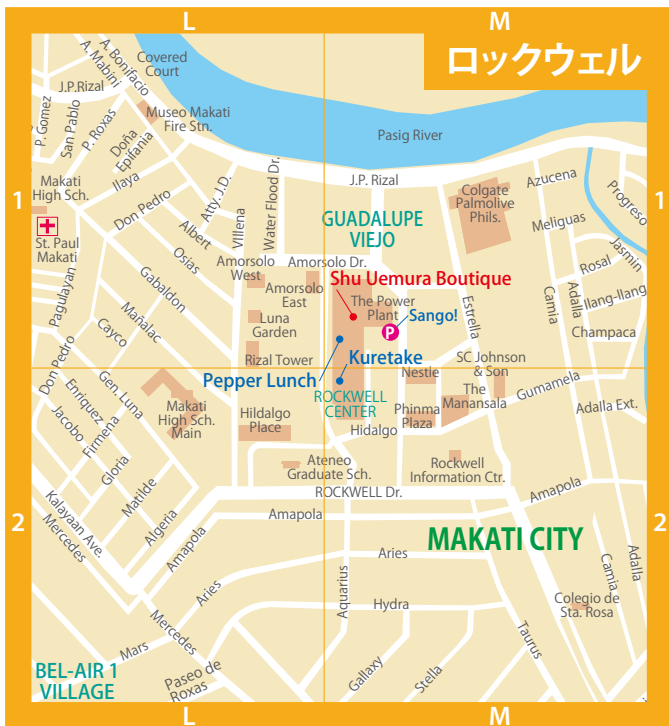 L
M
ロックウェル
A. Bonifacio
A. Mabini
Covered
Court
J.P.Rizal
P. Gomez
San Pablo
P. Roxas
Doña
Epifania
Museo Makati
Fire Stn.
Pasig River
1
1
Makati
High Sch.
Ilaya
Don Pedro
Albert
Atty. J.D.
Villena
Water Flood Dr.
J.P. Rizal
Colgate
Palmolive
Phils.
Azucena
Progreso
Meliguas
Jasmin
St. Paul
Makati
Osias
GUADALUPE
VIEJO
Amorsolo
West
Amorsolo Dr.
Rosal
Pagulayan
Gabaldon
Amorsolo
East
Shu Uemura Boutique
The Power
Plant
Estrella
Camia
Adalla
Ilang-Ilang
Mañalac
Cayco
Luna
Garden
P
Sango!
Champaca
Don Pedro
Rizal Tower
Kuretake
SC Johnson
& Son
Pepper Lunch
Nestle
Gumamela
Enriquez
Gen. Luna
Jacobo
Firmena
Makati
High Sch.
Main
Hildalgo
Place
ROCKWELL
CENTER
Phinma
Plaza
The
Manansala
Adalla Ext.
Hidalgo
Gloria
Matilde
Ateneo
Graduate Sch.
Rockwell
Information Ctr.
Kalayaan Ave.
Mercedes
Algeria
ROCKWELL Dr.
Amapola
2
2
Amapola
Amapola
MAKATI CITY
Aries
Aries
Aquarius
Hydra
Camia
Adalla
Colegio de
Sta. Rosa
Mercedes
Mars
Taurus
Paseo de
Roxas
Gallaxy
Stella
BEL-AIR 1
VILLAGE
L
M